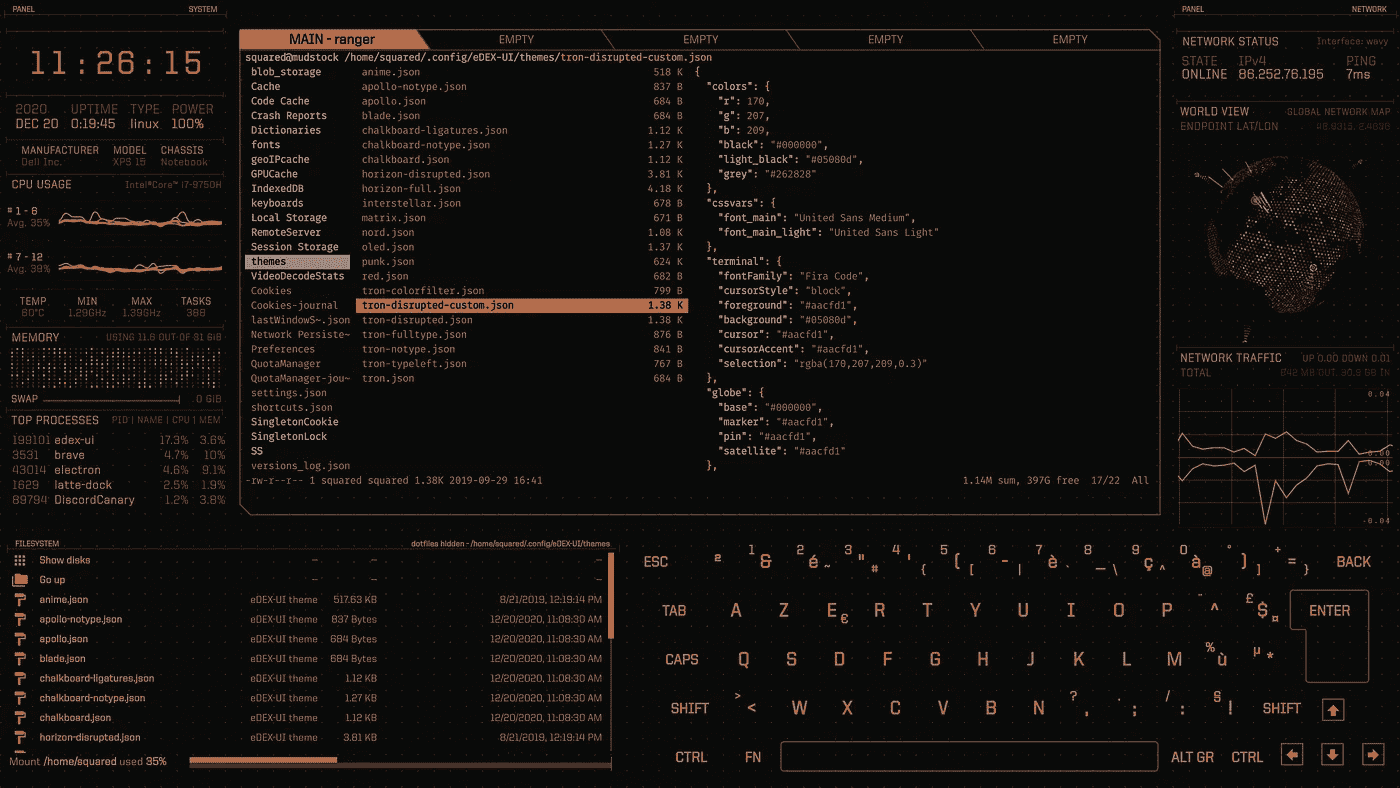 PANEL SYSTEM
11:26:15
2020 UPTIME TYPE POWER
DEC 20 0:19:45 linux 100%
MANUFACTURER MODEL CHASSIS
Dell Inc. XPS 15 Notebook
CPU USAGE Intel®Core™ i7-9750H
# 1 - 6
Avg. 35%
# 7 - 12
Avg. 39%
TEMP MIN MAX TASKS
60°C 1.29GHz 1.39GHz 368
MEMORY USING 11.8 OUT OF 31 GiB
SWAP 0 GiB
TOP PROCESSES PID | NAME | CPU | MEM
199101 edex-ui 17.3% 3.6%
3531 brave 4.7% 10%
43014 electron 4.6% 9.1%
1629 latte-dock 2.5% 1.9%
89794 DiscordCanary 1.2% 3.8%
MAIN - ranger EMPTY EMPTY EMPTY EMPTY
squared@mudstock /home/squared/.config/eDEX-UI/themes/tron-disrupted-custom.json
blob_storage anime.json 518 K {
Cache apollo-notype.json 837 B "colors": {
Code Cache apollo.json 684 B "r": 170,
Crash Reports blade.json 684 B "g": 207,
Dictionaries chalkboard-ligatures.json 1.12 K "b": 209,
fonts chalkboard-notype.json 1.27 K "black": "#000000",
geoIPcache chalkboard.json 1.12 K "light_black": "#05080d",
GPUCache horizon-disrupted.json 3.81 K "grey": "#262828"
IndexedDB horizon-full.json 4.18 K },
keyboards interstellar.json 678 B "cssvars": {
Local Storage matrix.json 671 B "font_main": "United Sans Medium",
RemoteServer nord.json 1.08 K "font_main_light": "United Sans Light"
Session Storage oled.json 1.37 K },
themes punk.json 624 K "terminal": {
VideoDecodeStats red.json 682 B "fontFamily": "Fira Code",
Cookies tron-colorfilter.json 799 B "cursorStyle": "block",
Cookies-journal tron-disrupted-custom.json 1.38 K "foreground": "#aacfd1",
lastWindowS~.json tron-disrupted.json 1.38 K "background": "#05080d",
Network Persiste~ tron-fulltype.json 876 B "cursor": "#aacfd1",
Preferences tron-notype.json 841 B "cursorAccent": "#aacfd1",
QuotaManager tron-typeleft.json 767 B "selection": "rgba(170,207,209,0.3)"
QuotaManager-jou~ tron.json 684 B },
settings.json "globe": {
shortcuts.json "base": "#000000",
SingletonCookie "marker": "#aacfd1",
SingletonLock "pin": "#aacfd1",
SS "satellite": "#aacfd1"
versions_log.json },
-rw-r--r-- 1 squared squared 1.38K 2019-09-29 16:41 1.14M sum, 397G free 17/22 All
PANEL NETWORK
NETWORK STATUS Interface: wavy
STATE IPv4 PING
ONLINE 86.252.76.195 7ms
WORLD VIEW GLOBAL NETWORK MAP
ENDPOINT LAT/LON
NETWORK TRAFFIC UP 0.00 DOWN 0.01
TOTAL
0.04
-0.04
FILESYSTEM dotfiles hidden - /home/squared/.config/eDEX-UI/themes
Show disks -- -- --
Go up -- -- --
anime.json eDEX-UI theme 517.63 KB 8/21/2019, 12:19:14 PM
apollo-notype.json eDEX-UI theme 837 Bytes 12/20/2020, 11:08:30 AM
apollo.json eDEX-UI theme 684 Bytes 12/20/2020, 11:08:30 AM
blade.json eDEX-UI theme 684 Bytes 12/20/2020, 11:08:30 AM
chalkboard-ligatures.json eDEX-UI theme 1.12 KB 12/20/2020, 11:08:30 AM
chalkboard-notype.json eDEX-UI theme 1.27 KB 12/20/2020, 11:08:30 AM
chalkboard.json eDEX-UI theme 1.12 KB 12/20/2020, 11:08:30 AM
horizon-disrupted.json eDEX-UI theme 3.81 KB 12/20/2020, 11:08:30 AM
Mount /home/squared used 35%
ESC ² 1 & 2 é ~ 3 " # 4 ' { 5 ( [ 6 - | 7 è ` 8 _ \ 9 ç ^ 0 à @ ° ) ] + = } BACK
TAB A Z E € R T Y U I O P ¨ ^ £ $ ¤ ENTER
CAPS Q S D F G H J K L M % ù µ *
SHIFT > < W X C V B N ? , . ; / : § ! SHIFT
CTRL FN ALT GR CTRL